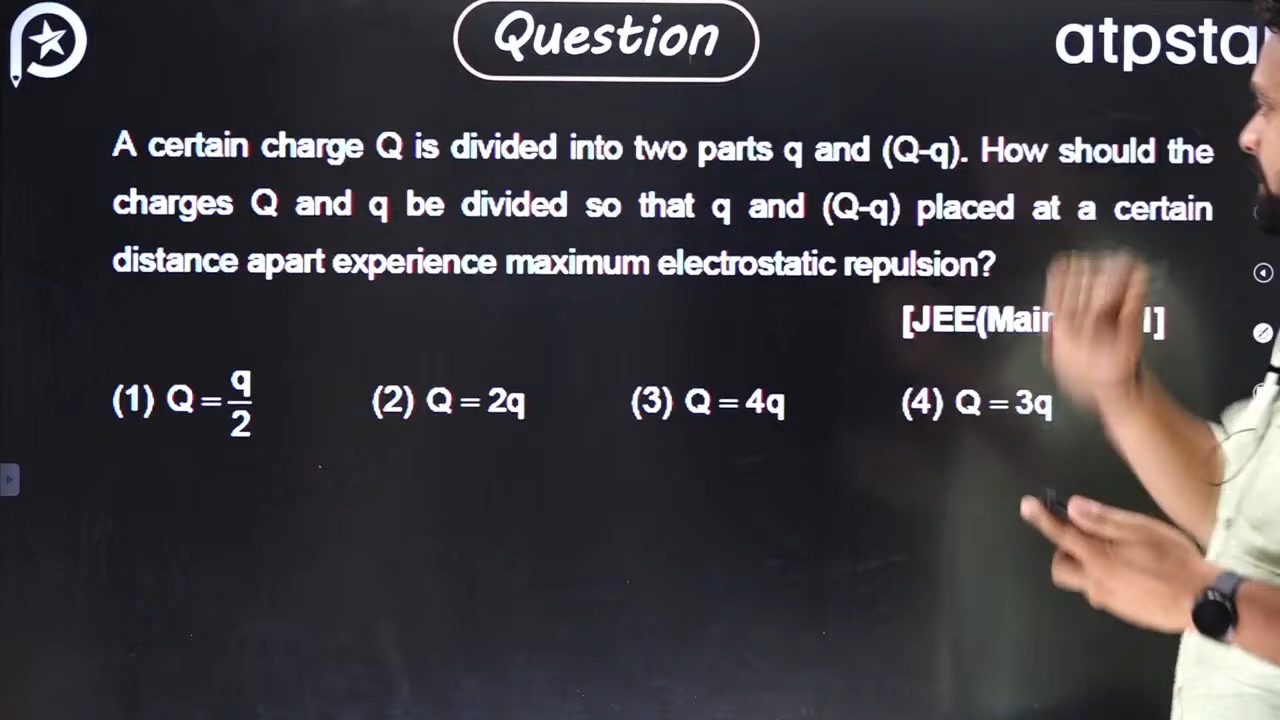 Question
atpsta
A certain charge Q is divided into two parts q and (Q-q). How should the
charges Q and q be divided so that q and (Q-q) placed at a certain
distance apart experience maximum electrostatic repulsion?
[JEE(Main
(1) Q = q/2 (2) Q = 2q (3) Q = 4q (4) Q = 3q